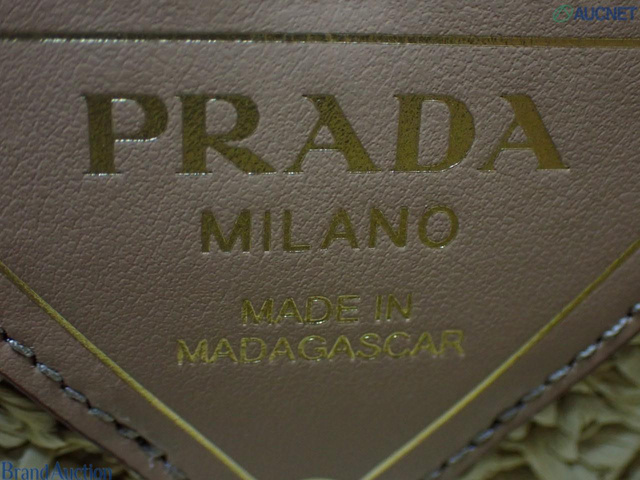 AUCNET
PRADA
MILANO
MADE IN
MADAGASCAR
Brand Auction